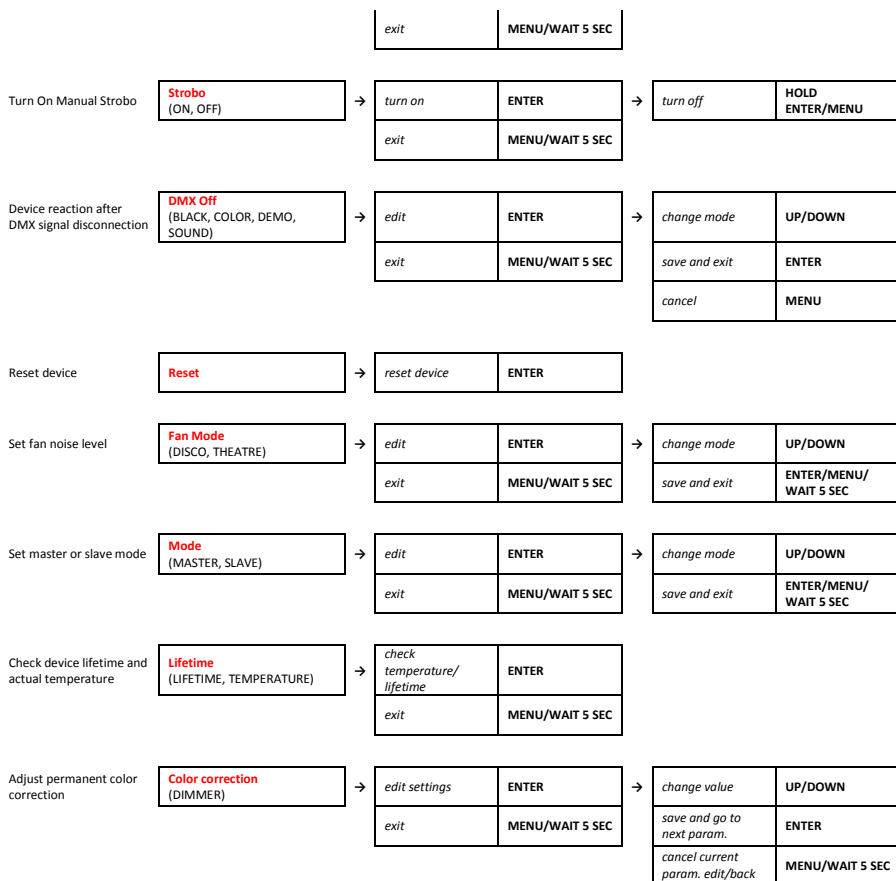 exit MENU/WAIT 5 SEC
Turn On Manual Strobo
Strobo
(ON, OFF)
→
turn on ENTER
→
turn off
HOLD
ENTER/MENU
exit MENU/WAIT 5 SEC
Device reaction after
DMX signal disconnection
DMX Off
(BLACK, COLOR, DEMO,
SOUND)
→
edit ENTER
→
change mode UP/DOWN
exit MENU/WAIT 5 SEC
save and exit ENTER
cancel MENU
Reset device
Reset
→
reset device ENTER
Set fan noise level
Fan Mode
(DISCO, THEATRE)
→
edit ENTER
→
change mode UP/DOWN
exit MENU/WAIT 5 SEC
save and exit
ENTER/MENU/
WAIT 5 SEC
Set master or slave mode
Mode
(MASTER, SLAVE)
→
edit ENTER
→
change mode UP/DOWN
exit MENU/WAIT 5 SEC
save and exit
ENTER/MENU/
WAIT 5 SEC
Check device lifetime and
actual temperature
Lifetime
(LIFETIME, TEMPERATURE)
→
check
temperature/
lifetime
ENTER
exit MENU/WAIT 5 SEC
Adjust permanent color
correction
Color correction
(DIMMER)
→
edit settings ENTER
→
change value UP/DOWN
exit MENU/WAIT 5 SEC
save and go to
next param.
ENTER
cancel current
param. edit/back
MENU/WAIT 5 SEC